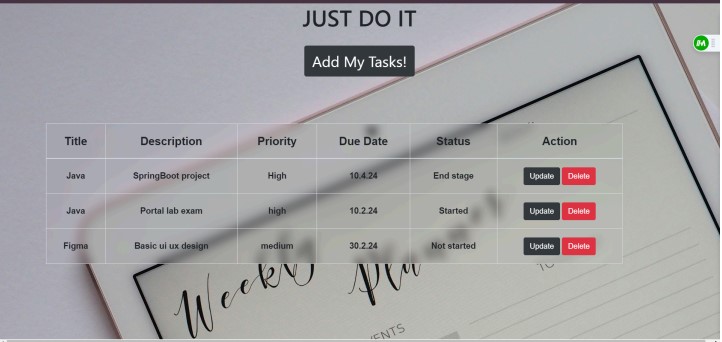 JUST DO IT
Add My Tasks!
Title Description Priority Due Date Status Action
Java SpringBoot project High 10.4.24 End stage Update Delete
Java Portal lab exam high 10.2.24 Started Update Delete
Figma Basic ui ux design medium 30.2.24 Not started Update Delete
Weekly Planner